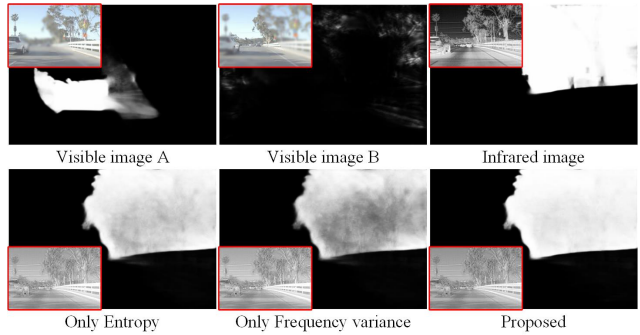 Visible image A
Visible image B
Infrared image
Only Entropy
Only Frequency variance
Proposed